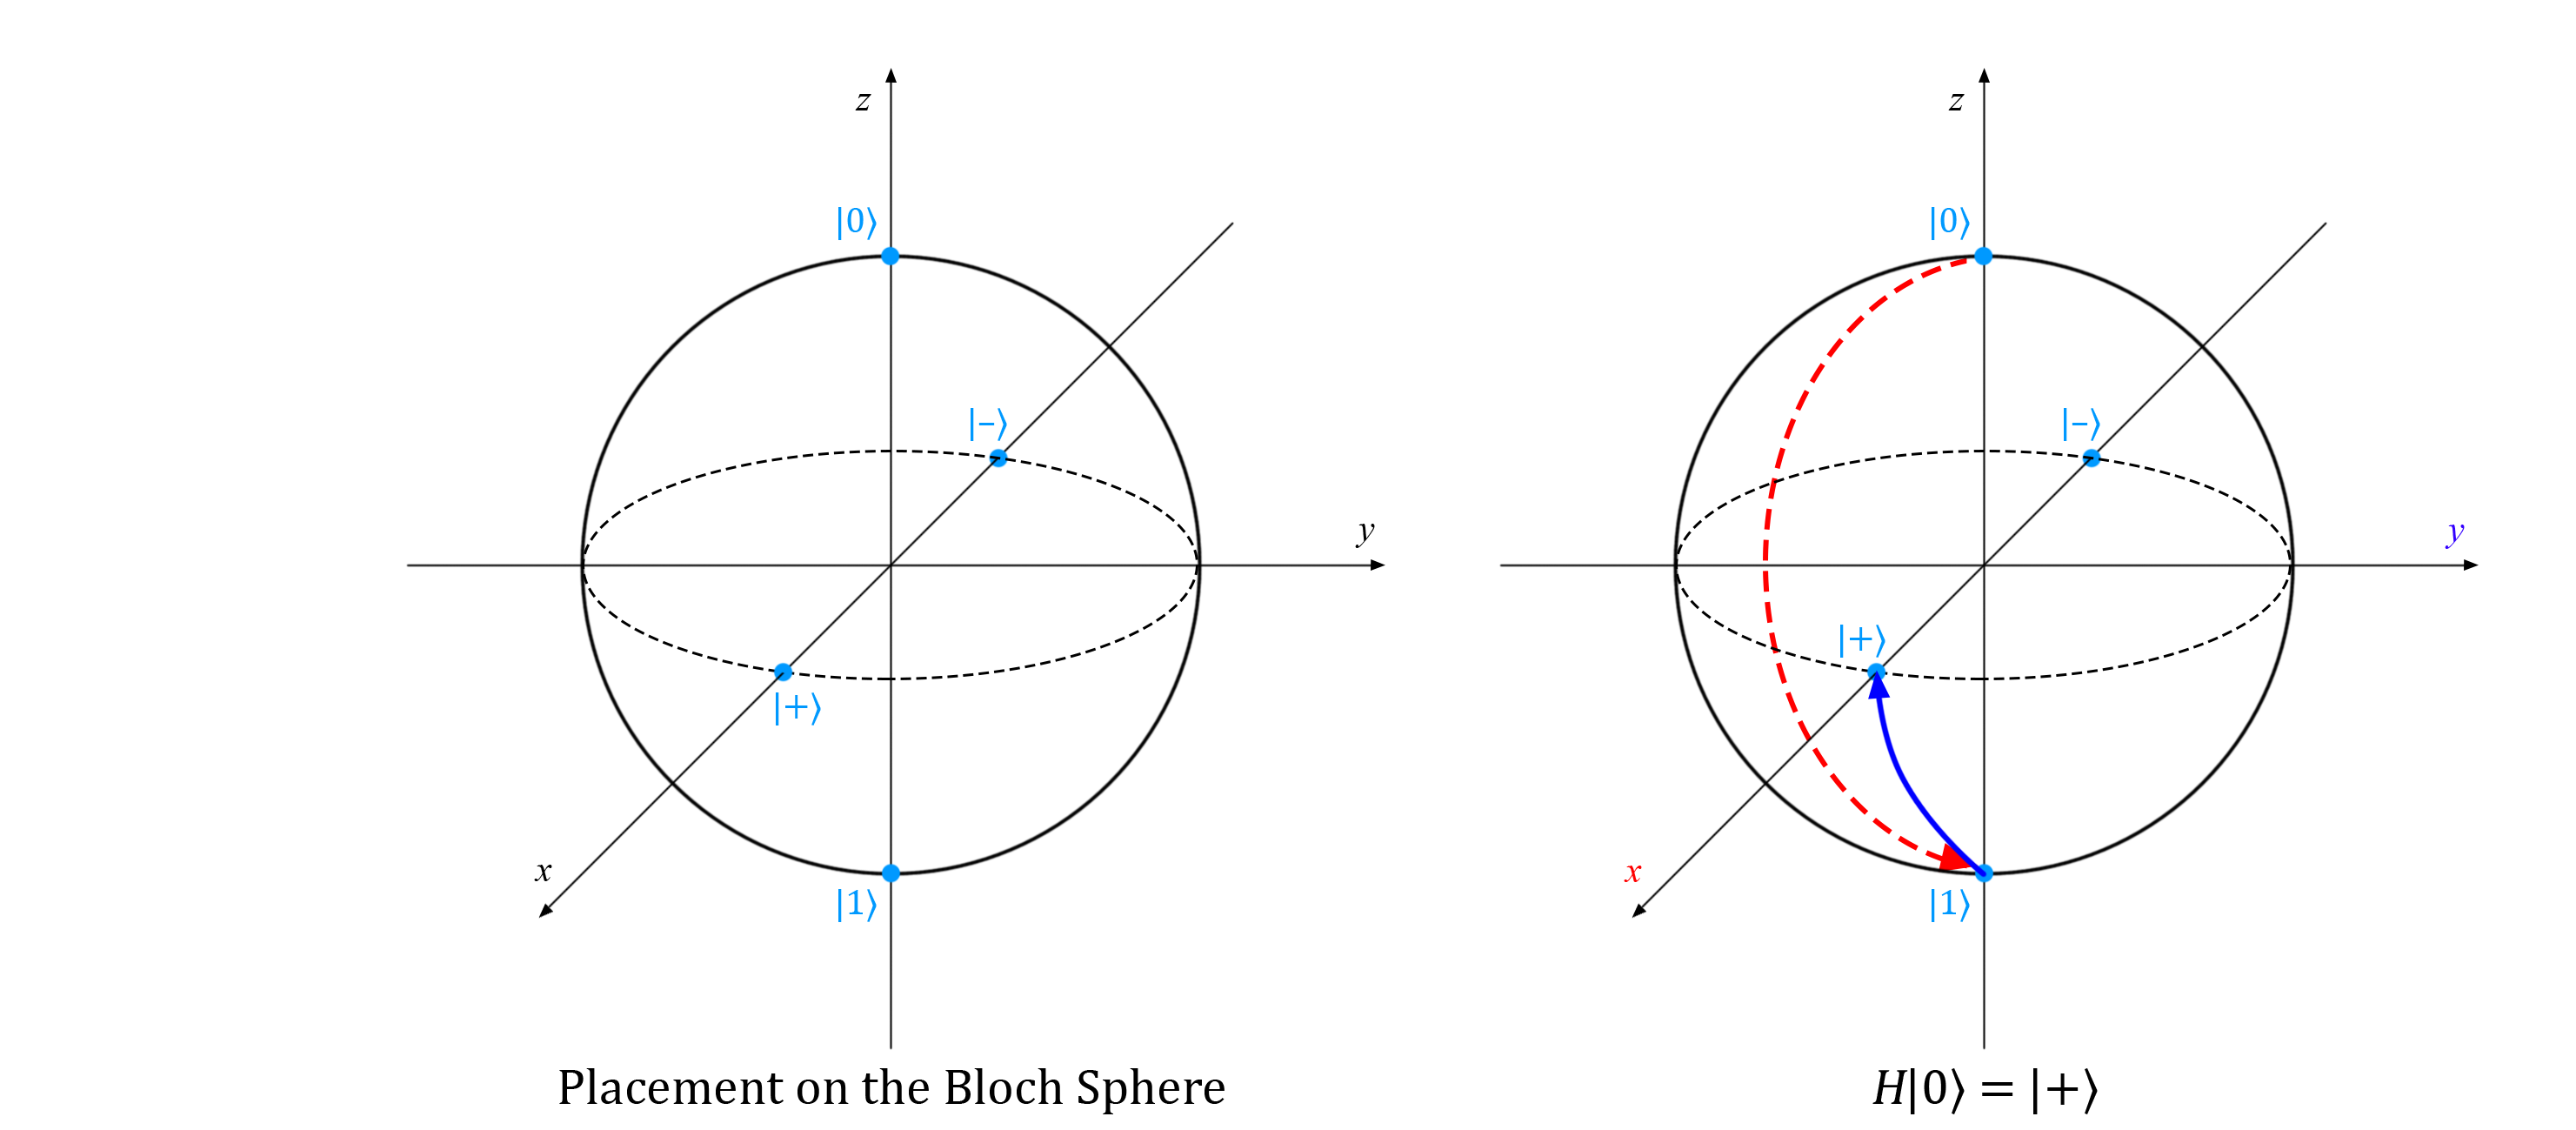 z
|0⟩
|–⟩
y
|+⟩
x
|1⟩
Placement on the Bloch Sphere
z
|0⟩
|–⟩
y
|+⟩
x
|1⟩
H|0⟩ = |+⟩